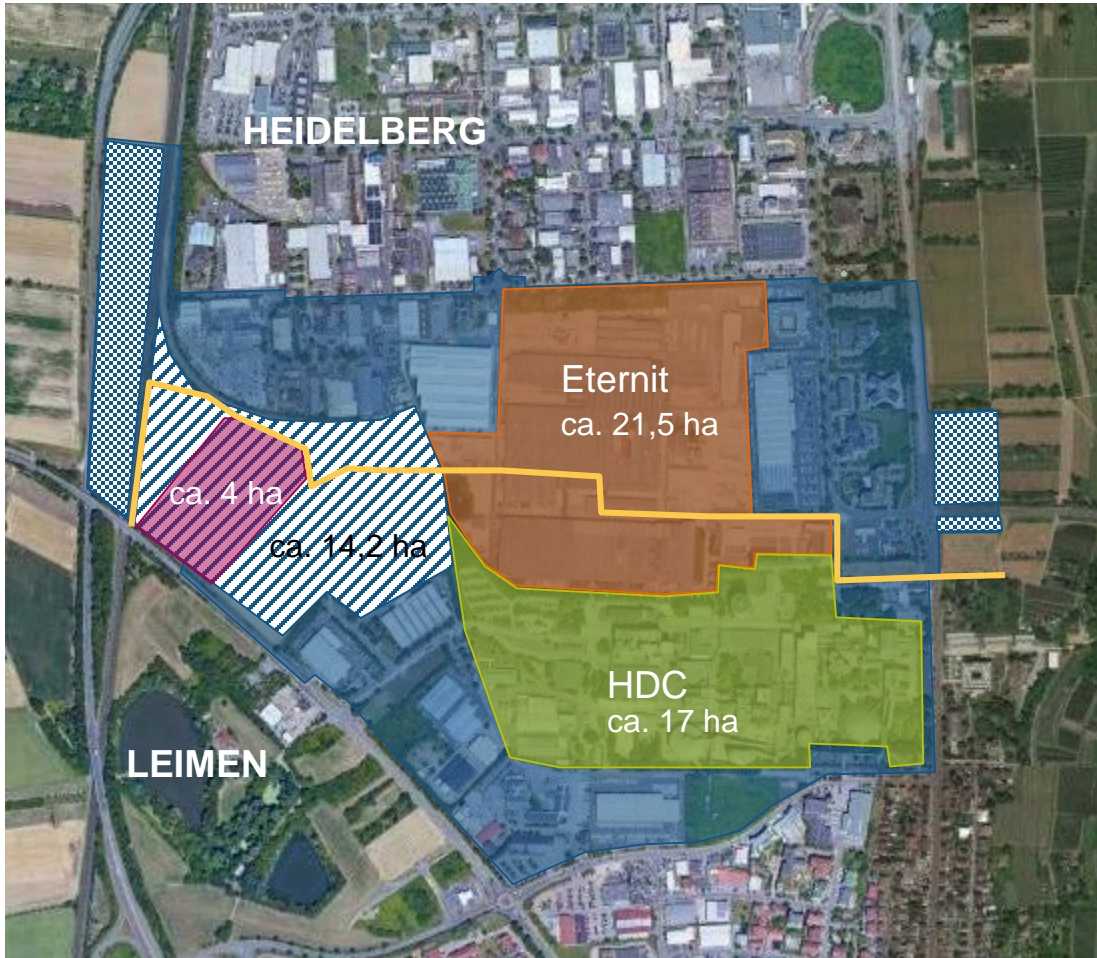 HEIDELBERG
Eternit
ca. 21,5 ha
ca. 4 ha
ca. 14,2 ha
HDC
ca. 17 ha
LEIMEN